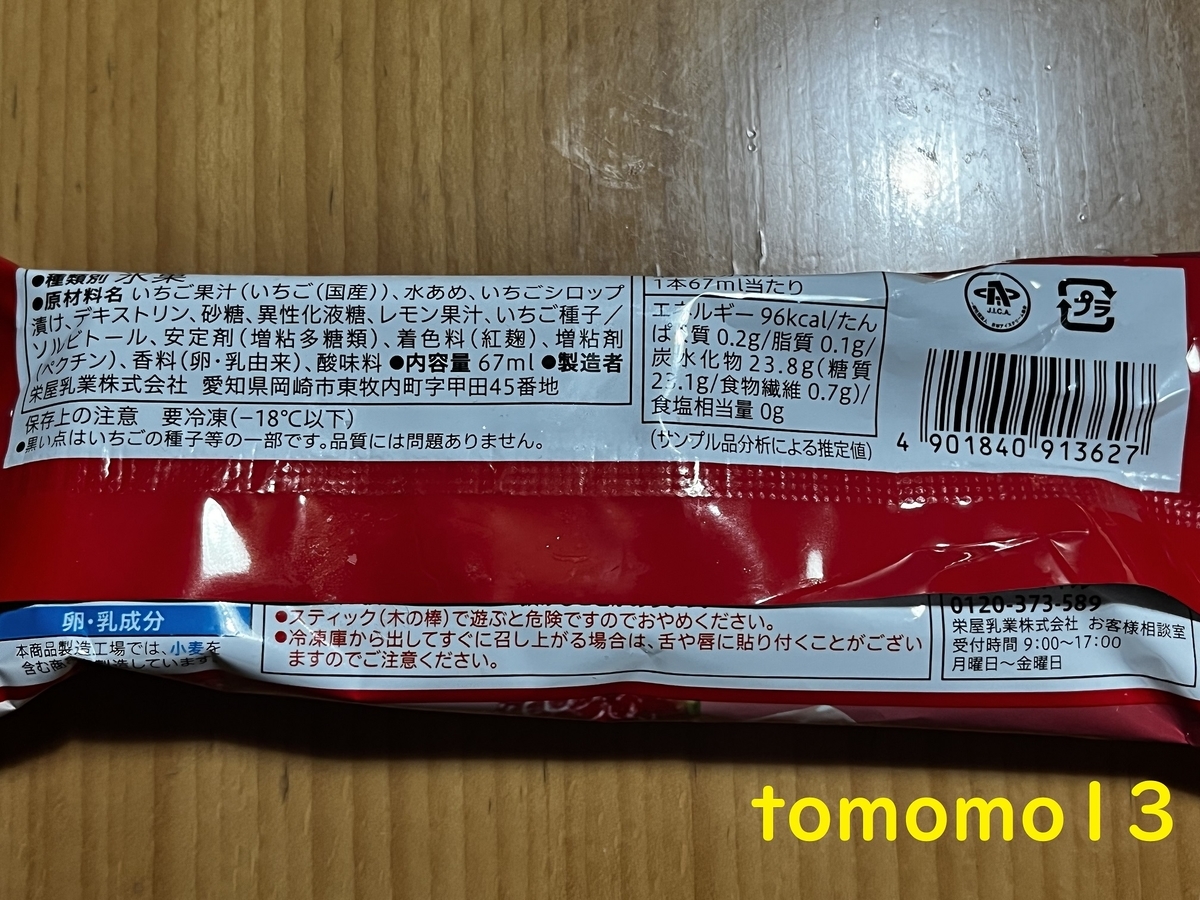 ●種類別 氷菓
●原材料名 いちご果汁(いちご(国産))、水あめ、いちごシロップ
漬け、デキストリン、砂糖、異性化液糖、レモン果汁、いちご種子／
ソルビトール、安定剤(増粘多糖類)、着色料(紅麹)、増粘剤
(ペクチン)、香料(卵・乳由来)、酸味料 ●内容量 67ml ●製造者
栄屋乳業株式会社 愛知県岡崎市東牧内町字甲田45番地
保存上の注意 要冷凍(−18℃以下)
●黒い点はいちごの種子等の一部です。品質には問題ありません。
1本67ml当たり
エネルギー 96kcal/たん
ぱく質 0.2g/脂質 0.1g/
炭水化物 23.8g(糖質
23.1g/食物繊維 0.7g)/
食塩相当量 0g
(サンプル品分析による推定値)
J.I.C.A.
プラ
4 901840 913627
卵・乳成分
本商品製造工場では、小麦を
●スティック(木の棒)で遊ぶと危険ですのでおやめください。
●冷凍庫から出してすぐに召し上がる場合は、舌や唇に貼り付くことがござい
ますのでご注意ください。
0120-373-589
栄屋乳業株式会社 お客様相談室
受付時間 9:00〜17:00
月曜日〜金曜日
tomomo13